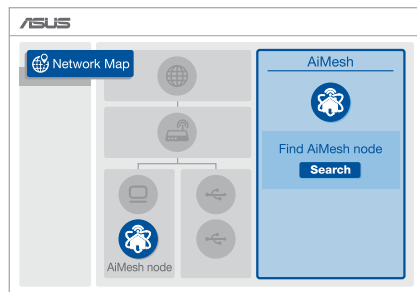 ASUS
Network Map
AiMesh
Find AiMesh node
Search
AiMesh node